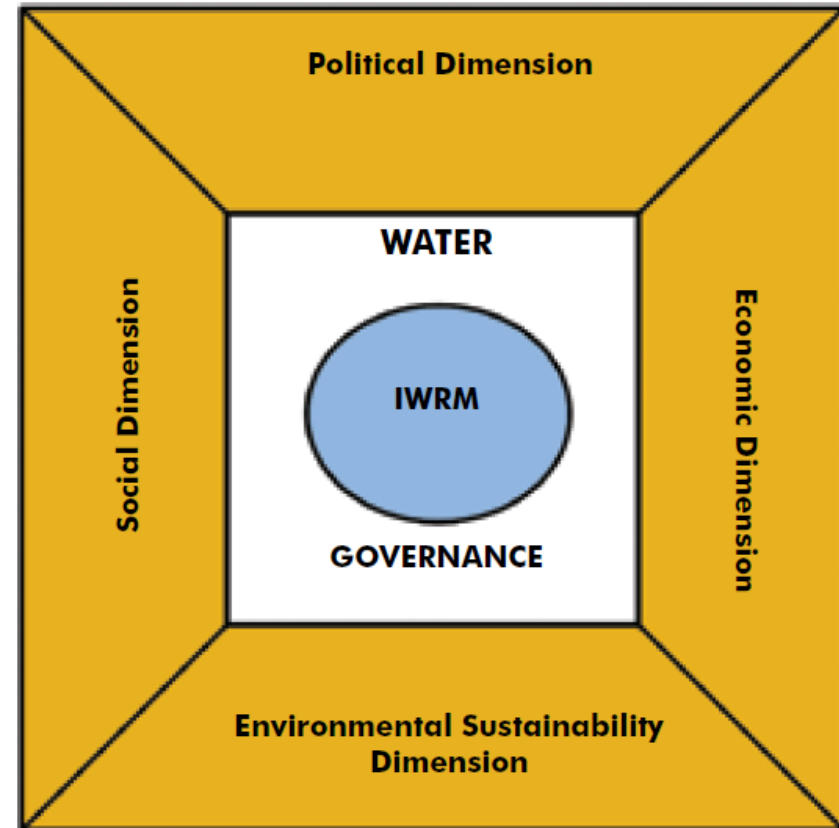 Political Dimension
WATER
Social Dimension
IWRM
Economic Dimension
GOVERNANCE
Environmental Sustainability
Dimension